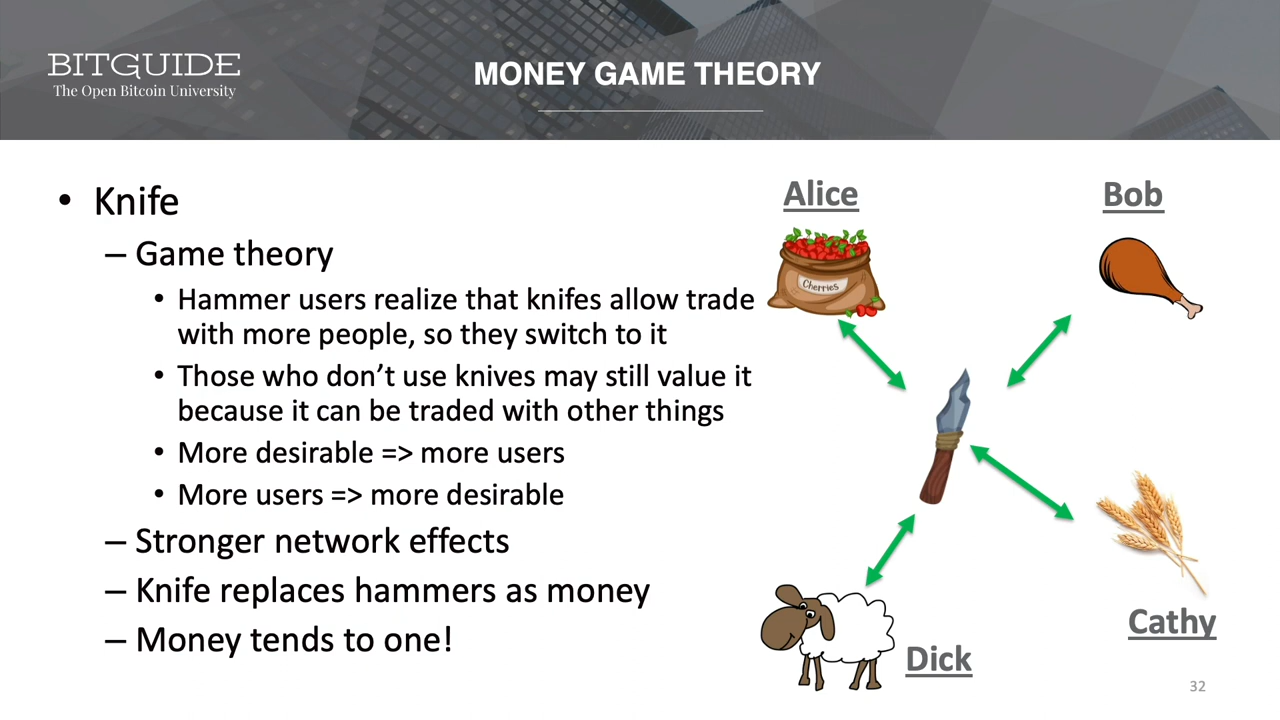 BITGUIDE
The Open Bitcoin University
MONEY GAME THEORY
• Knife
– Game theory
• Hammer users realize that knifes allow trade
with more people, so they switch to it
• Those who don’t use knives may still value it
because it can be traded with other things
• More desirable => more users
• More users => more desirable
– Stronger network effects
– Knife replaces hammers as money
– Money tends to one!
Alice
Bob
Cherries
Cathy
Dick
32